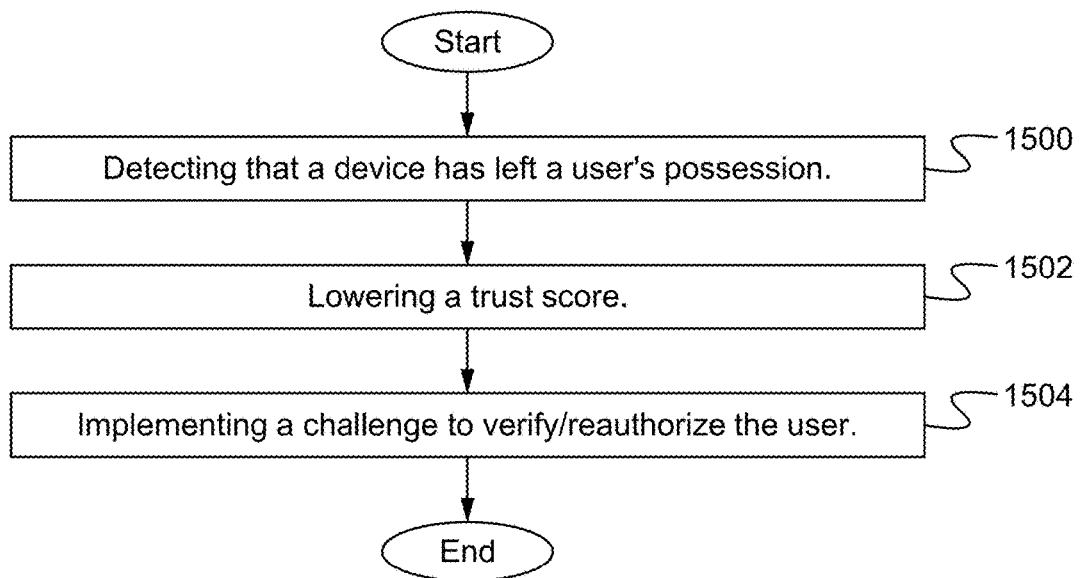 Start
Detecting that a device has left a user's possession.
1500
Lowering a trust score.
1502
Implementing a challenge to verify/reauthorize the user.
1504
End